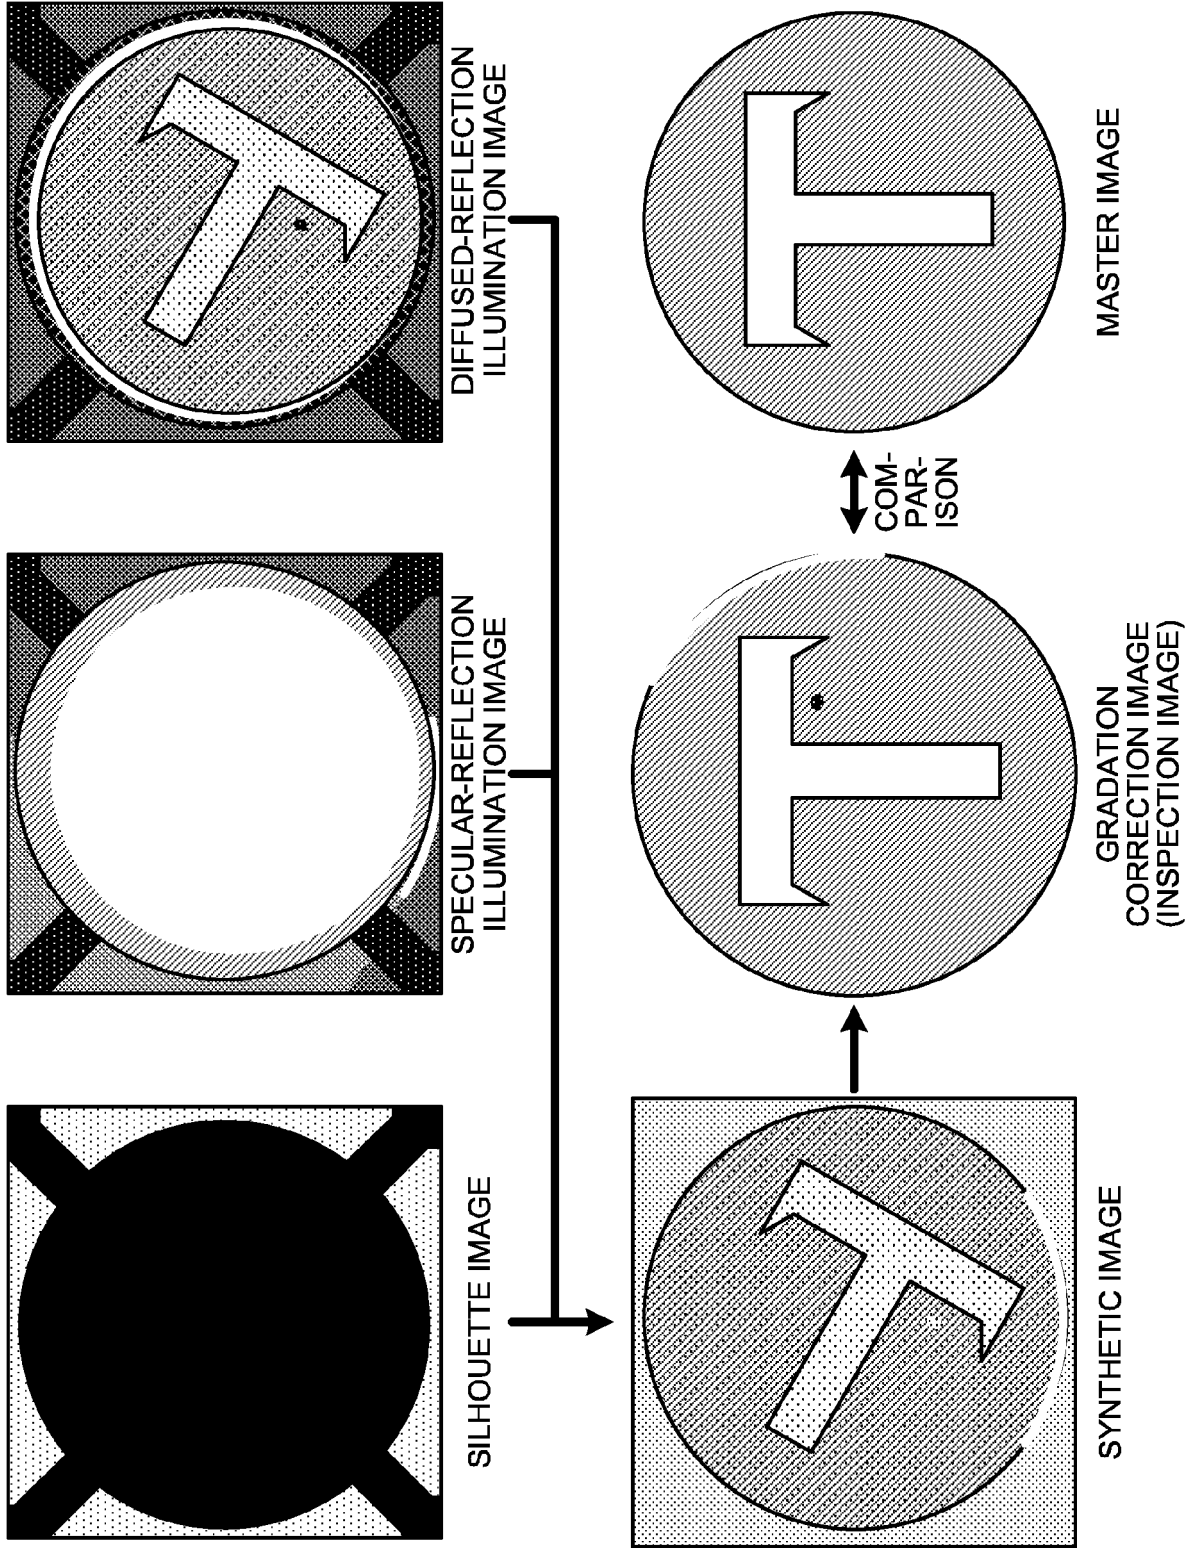 SILHOUETTE IMAGE
SPECULAR-REFLECTION
ILLUMINATION IMAGE
DIFFUSED-REFLECTION
ILLUMINATION IMAGE
SYNTHETIC IMAGE
GRADATION
CORRECTION IMAGE
(INSPECTION IMAGE)
COM-
PAR-
ISON
MASTER IMAGE